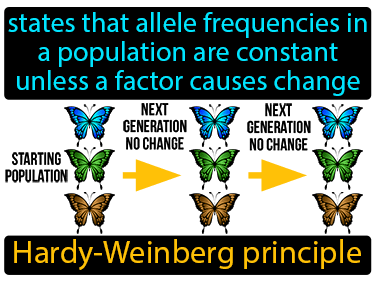 states that allele frequencies in
a population are constant
unless a factor causes change
STARTING
POPULATION
NEXT
GENERATION
NO CHANGE
NEXT
GENERATION
NO CHANGE
Hardy-Weinberg principle